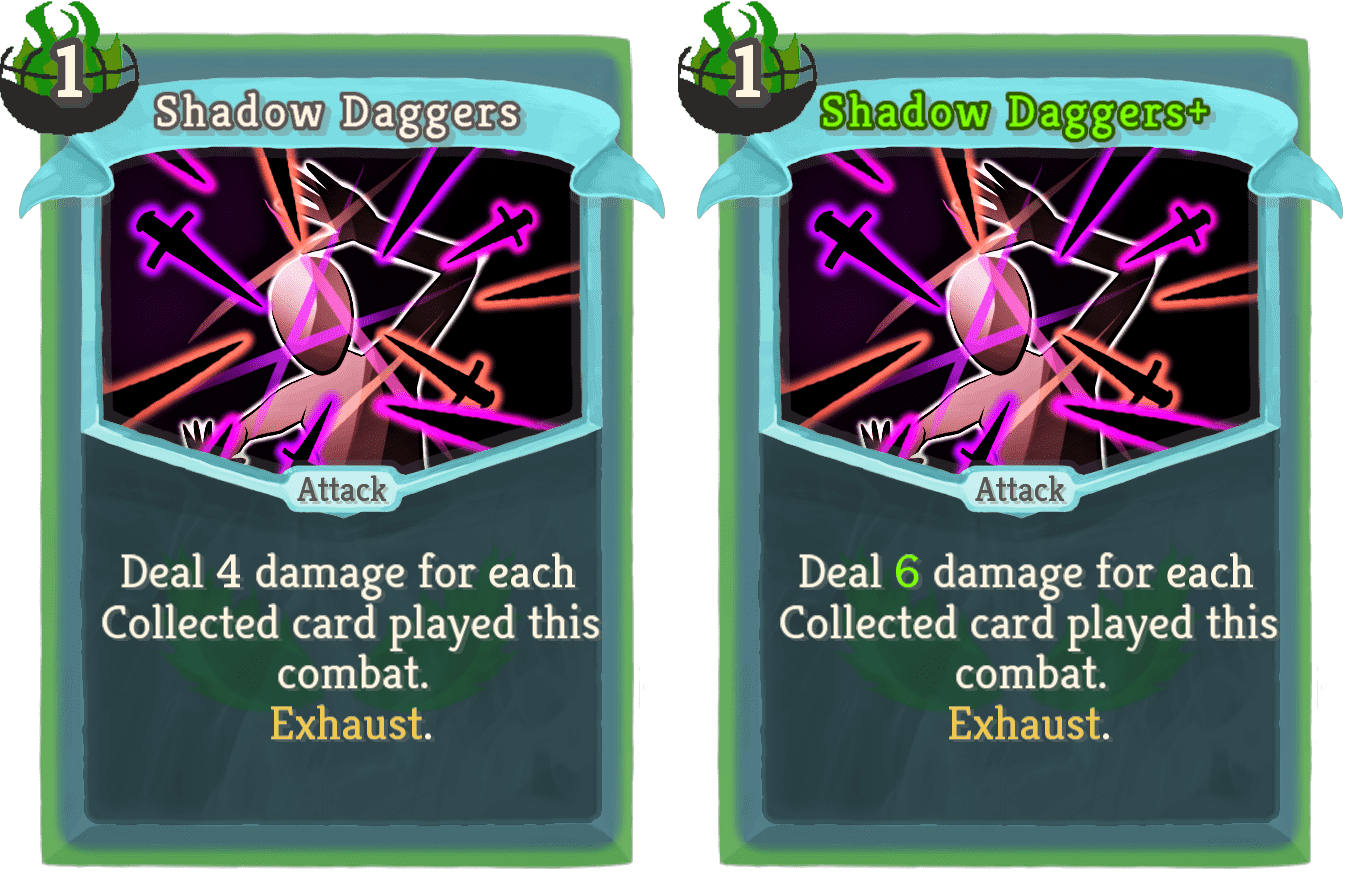 1
Shadow Daggers
Attack
Deal 4 damage for each
Collected card played this
combat.
Exhaust.
1
Shadow Daggers+
Attack
Deal 6 damage for each
Collected card played this
combat.
Exhaust.